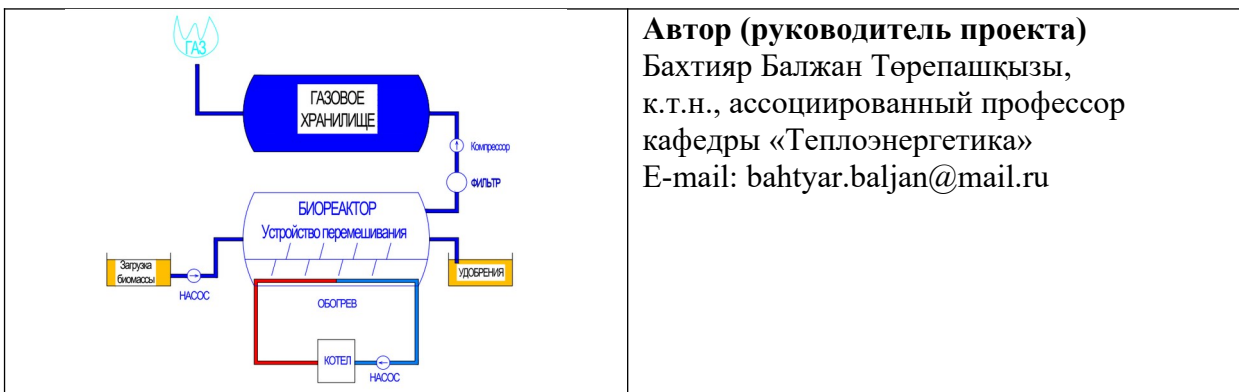 ГАЗ
ГАЗОВОЕ
ХРАНИЛИЩЕ
Компрессор
ФИЛЬТР
БИОРЕАКТОР
Устройство перемешивания
Загрузка
биомассы
НАСОС
УДОБРЕНИЯ
ОБОГРЕВ
КОТЕЛ
НАСОС
Автор (руководитель проекта)
Бахтияр Балжан Төрепашқызы,
к.т.н., ассоциированный профессор
кафедры «Теплоэнергетика»
E-mail: bahtyar.baljan@mail.ru